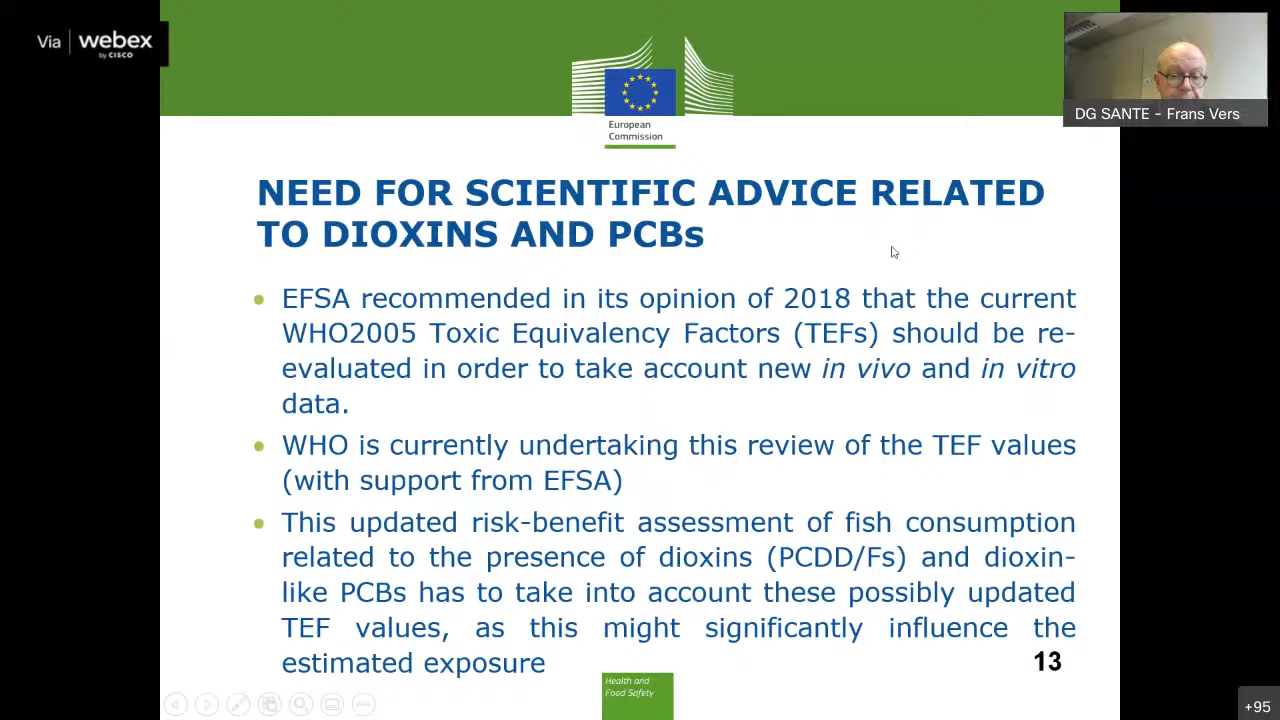 Via webex
by CISCO
DG SANTE - Frans Vers
European
Commission
NEED FOR SCIENTIFIC ADVICE RELATED
TO DIOXINS AND PCBs
EFSA recommended in its opinion of 2018 that the current
WHO2005 Toxic Equivalency Factors (TEFs) should be re-
evaluated in order to take account new in vivo and in vitro
data.
WHO is currently undertaking this review of the TEF values
(with support from EFSA)
This updated risk-benefit assessment of fish consumption
related to the presence of dioxins (PCDD/Fs) and dioxin-
like PCBs has to take into account these possibly updated
TEF values, as this might significantly influence the
estimated exposure
13
Health and
Food Safety
+95